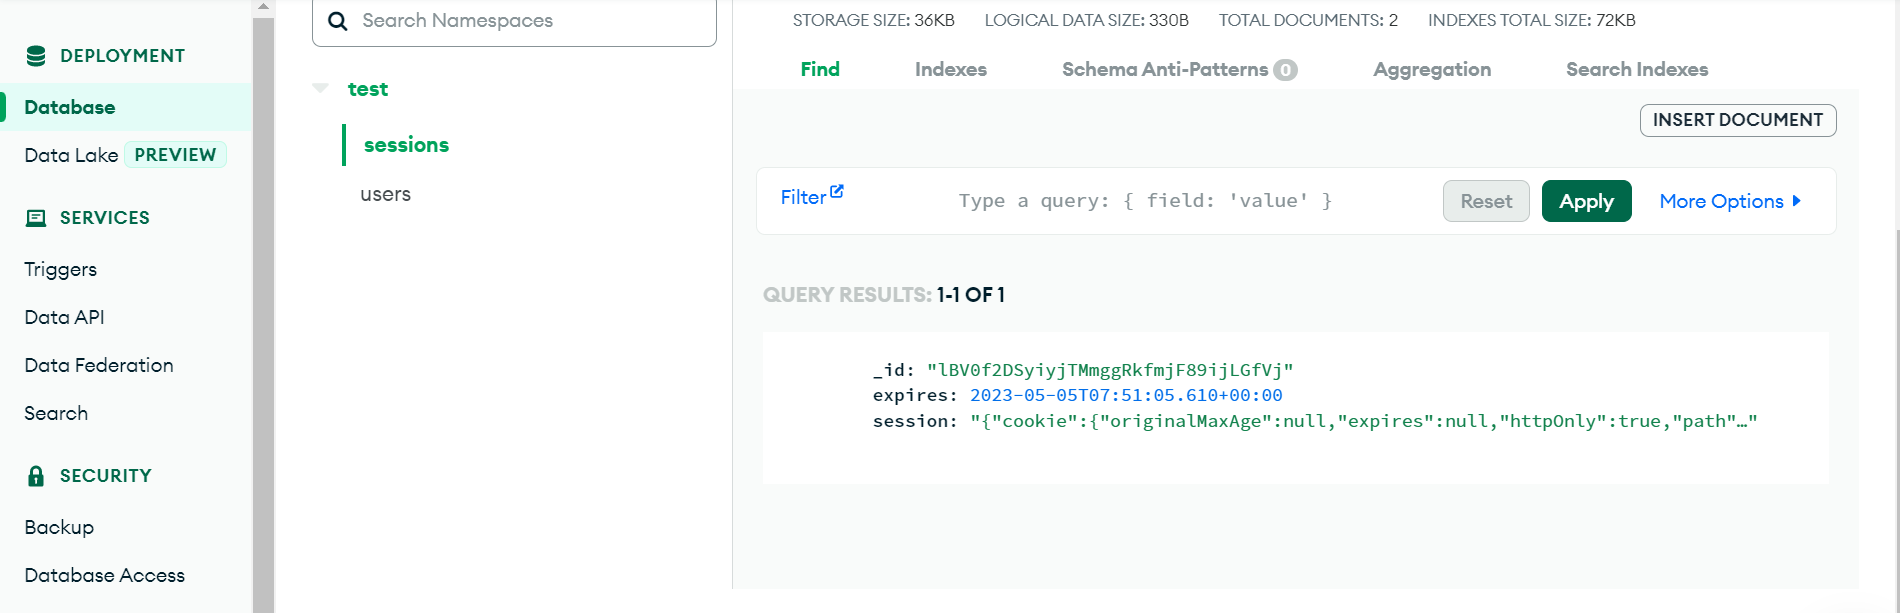 DEPLOYMENT
Database
Data Lake PREVIEW
SERVICES
Triggers
Data API
Data Federation
Search
SECURITY
Backup
Database Access
Search Namespaces
test
sessions
users
STORAGE SIZE: 36KB LOGICAL DATA SIZE: 330B TOTAL DOCUMENTS: 2 INDEXES TOTAL SIZE: 72KB
Find Indexes Schema Anti-Patterns 0 Aggregation Search Indexes
INSERT DOCUMENT
Filter Type a query: { field: 'value' } Reset Apply More Options
QUERY RESULTS: 1-1 OF 1
_id: "lBV0f2DSyiyjTMmggRkfmjF89ijLGfVj"
expires: 2023-05-05T07:51:05.610+00:00
session: "{"cookie":{"originalMaxAge":null,"expires":null,"httpOnly":true,"path"…"